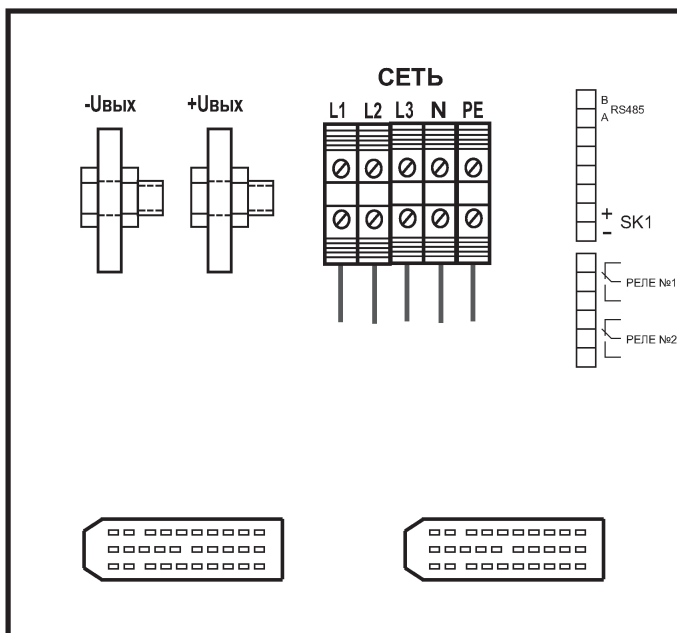 СЕТЬ
-Uвых +Uвых
L1 L2 L3 N PE
B
A RS485
+
− SK1
РЕЛЕ №1
РЕЛЕ №2